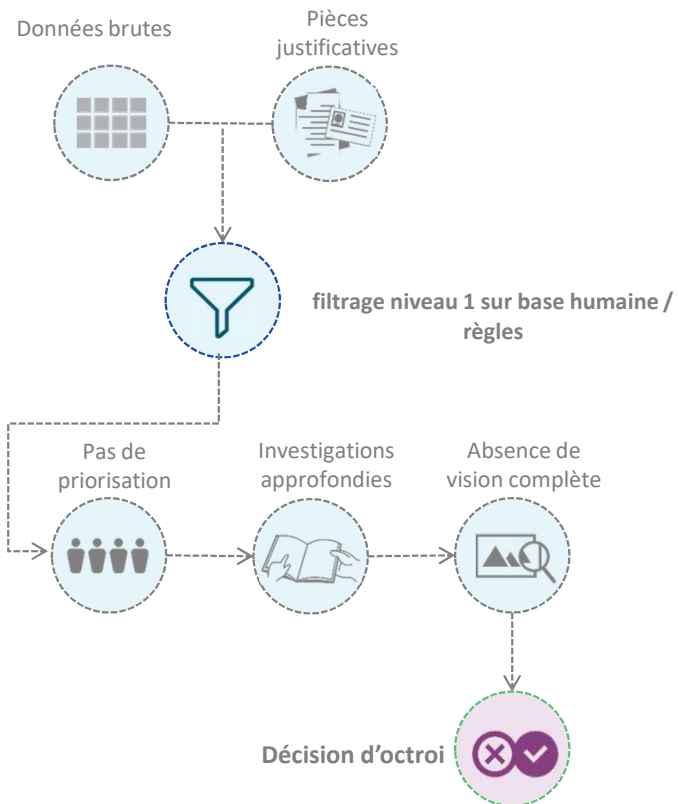 Données brutes
Pièces
justificatives
filtrage niveau 1 sur base humaine /
règles
Pas de
priorisation
Investigations
approfondies
Absence de
vision complète
Décision d’octroi